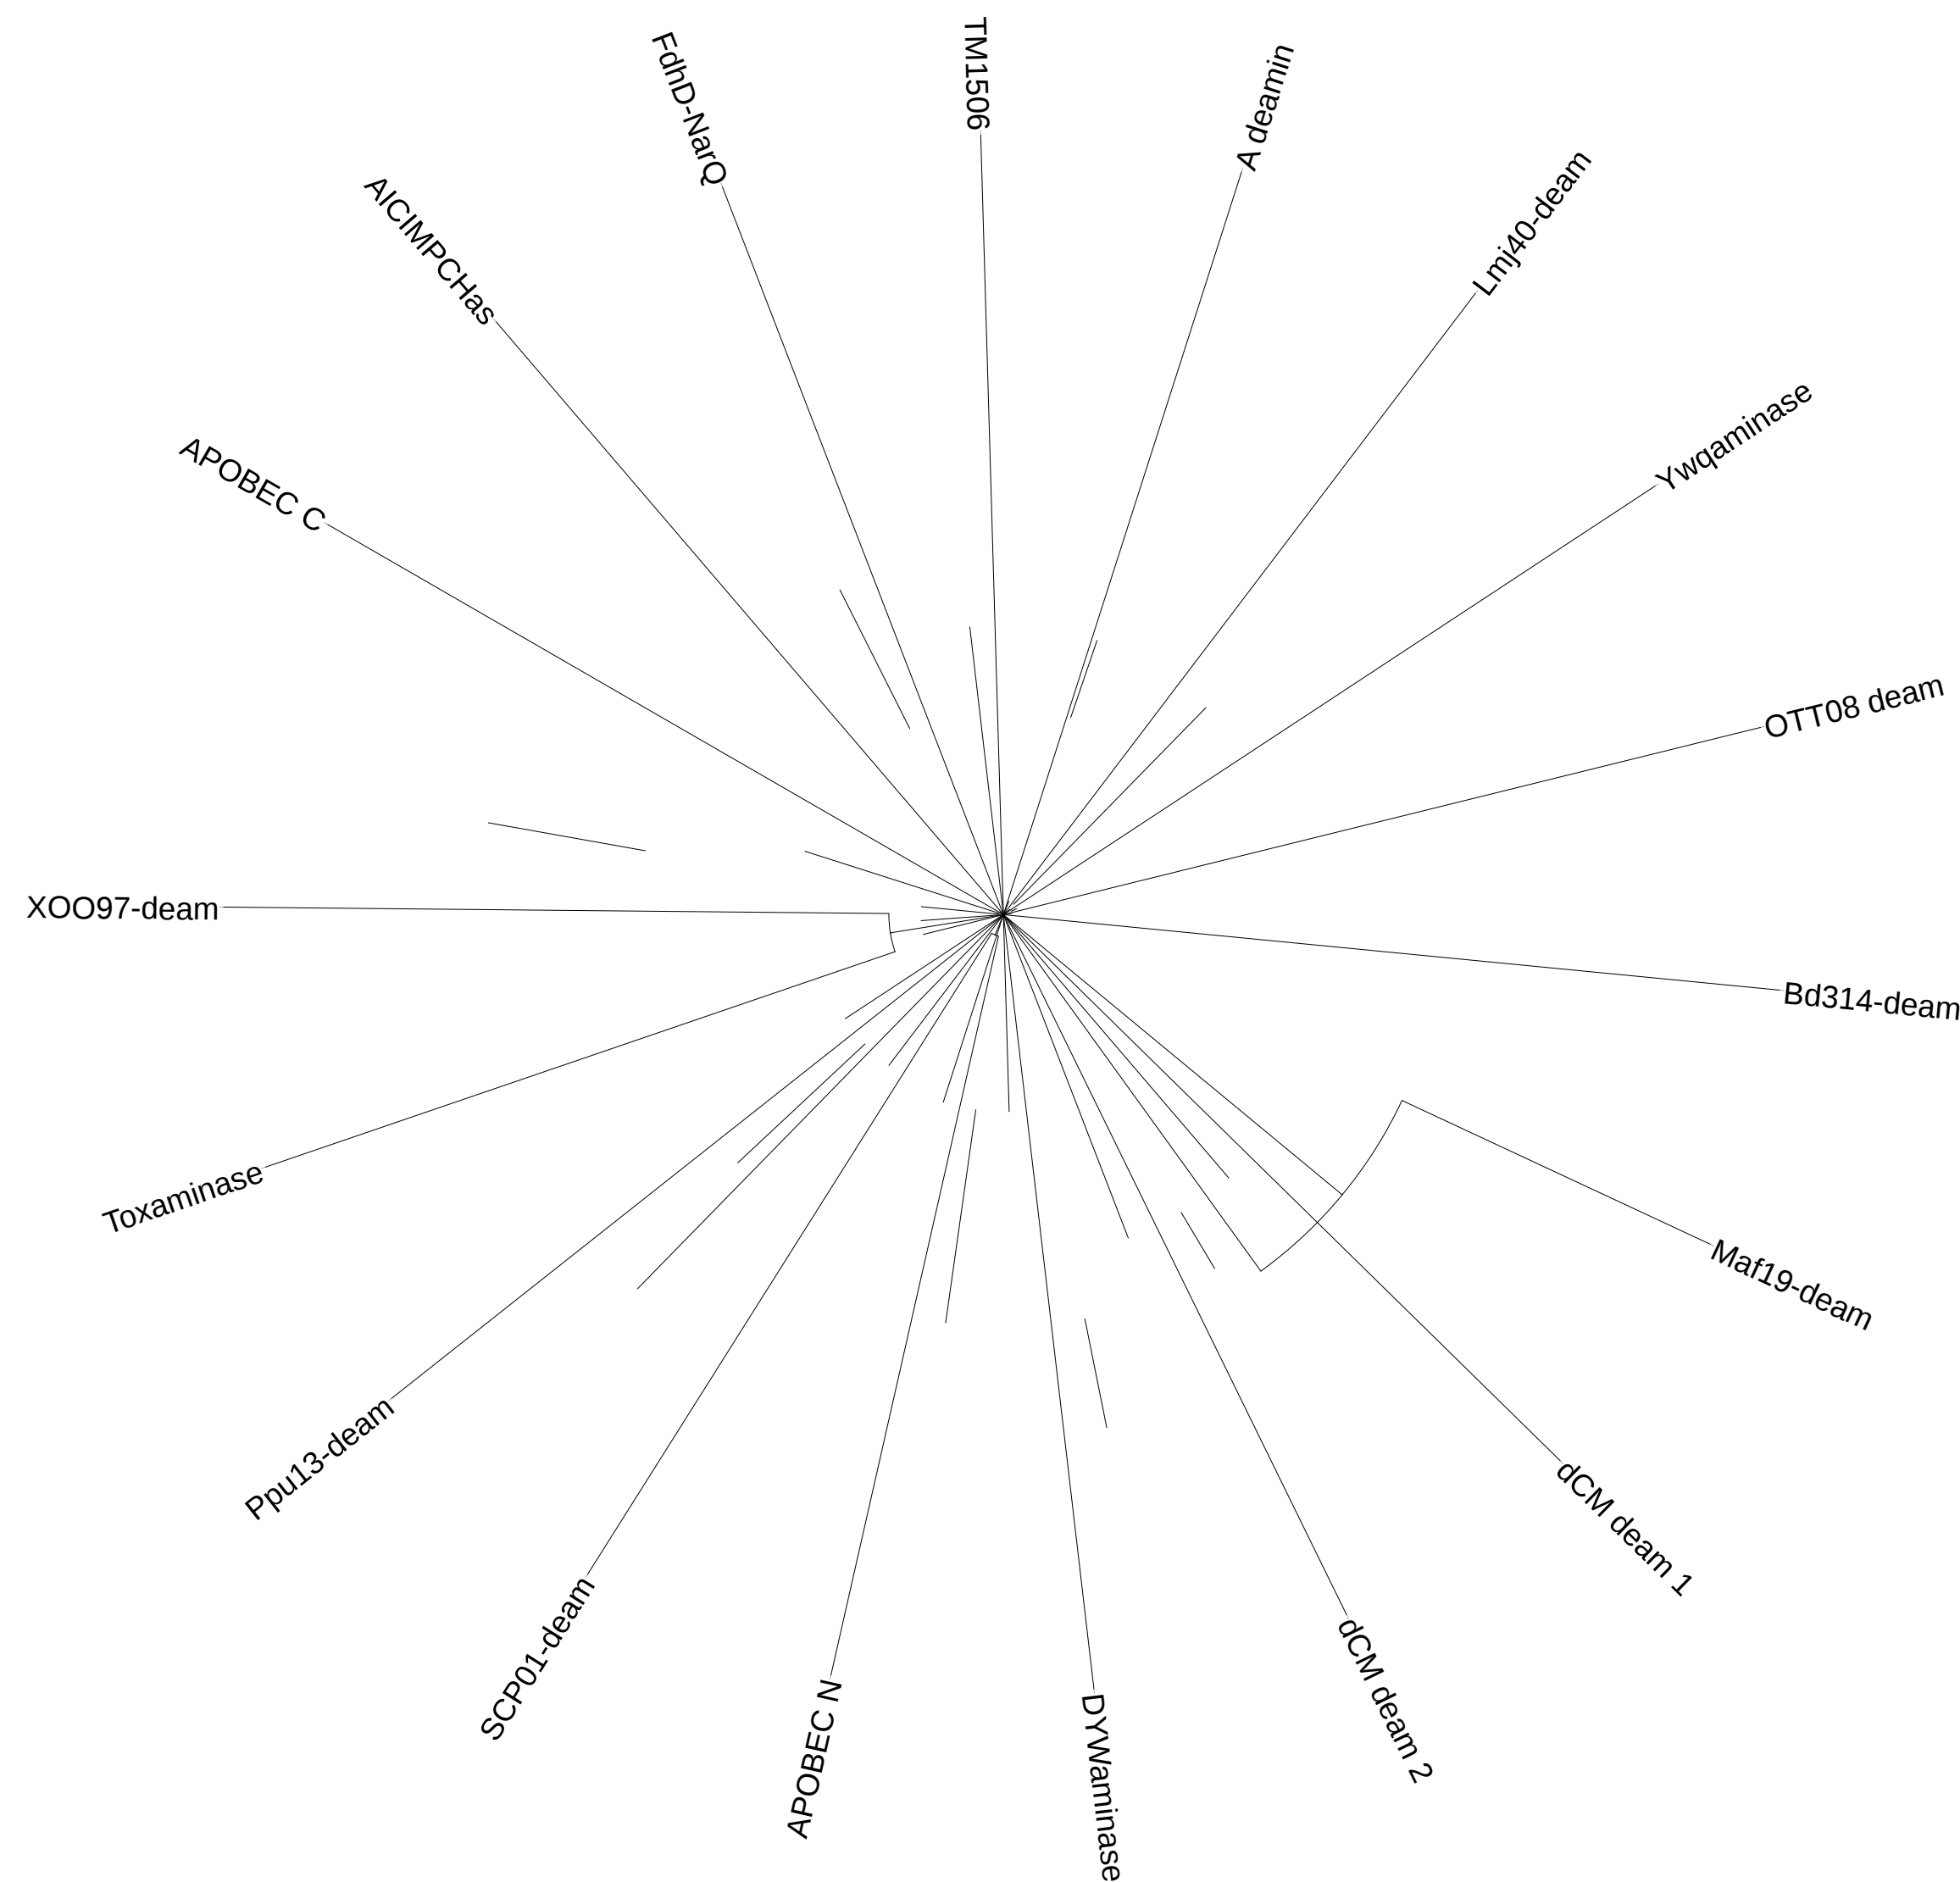 TM1506
A deamin
Lmj40-deam
Ywqaminase
OTT08 deam
Bd314-deam
Maf19-deam
dCM deam 1
dCM deam 2
DYWaminase
APOBEC N
SCP01-deam
Ppu13-deam
Toxaminase
XOO97-deam
APOBEC C
AICIMPCHas
FdhD-NarQ